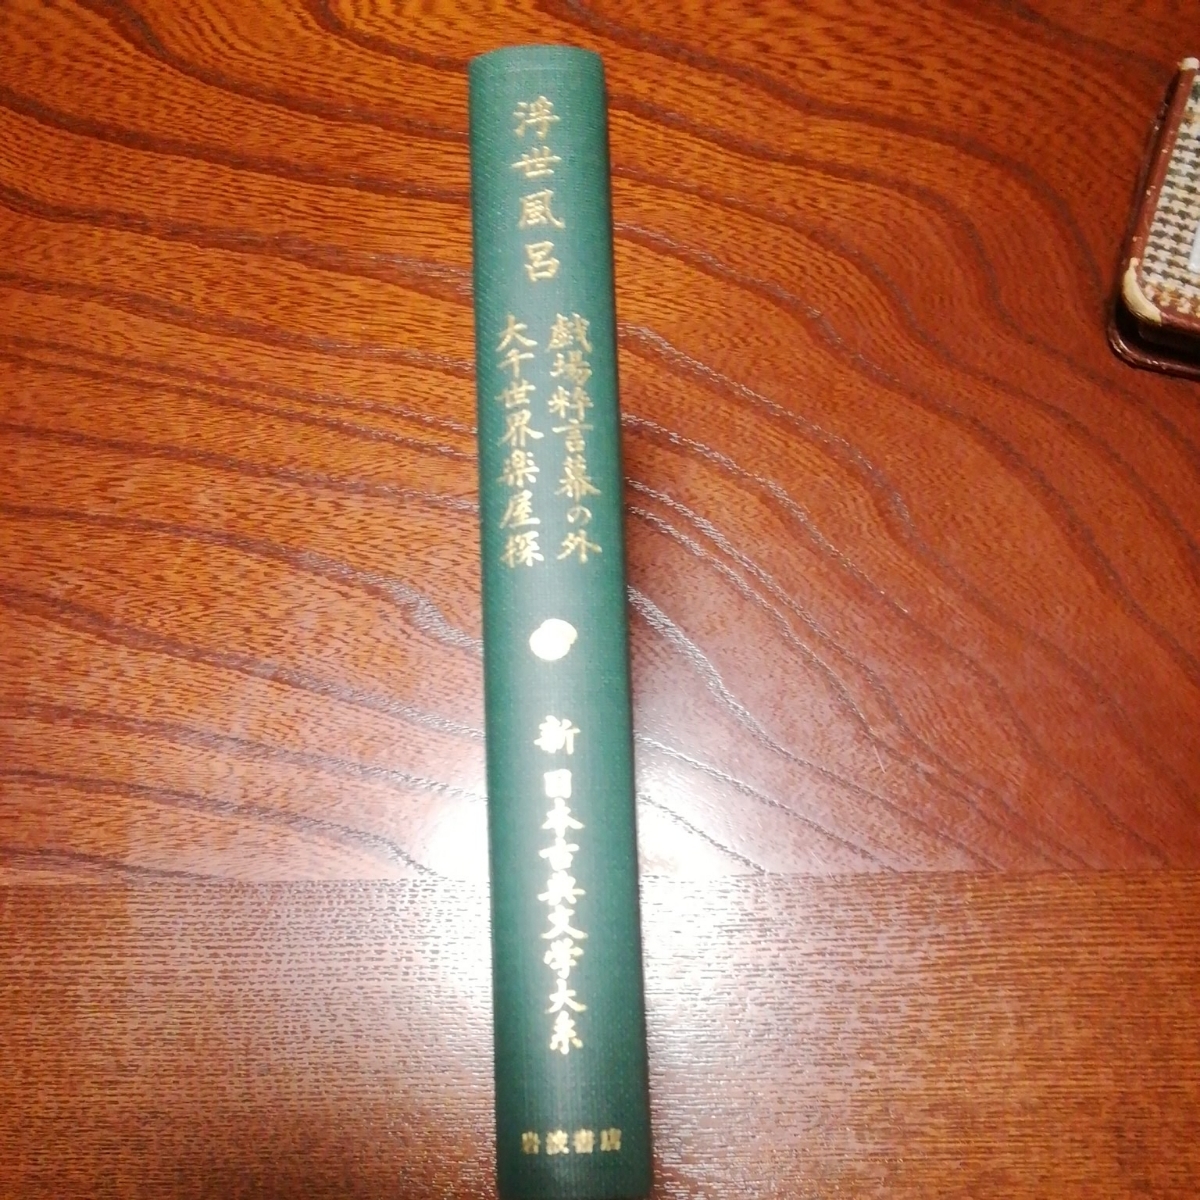 浮世風呂
戯場粋言幕の外
大千世界楽屋探
新日本古典文学大系
岩波書店